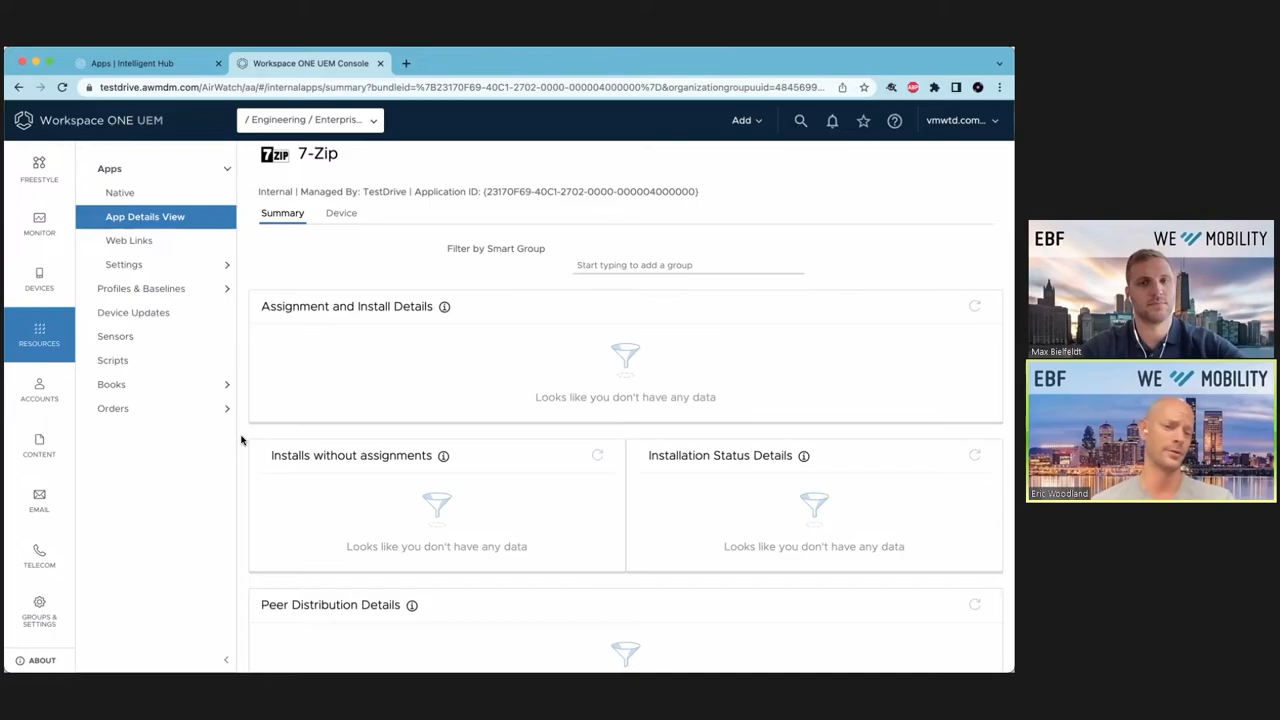 Apps | Intelligent Hub
Workspace ONE UEM Console
testdrive.awmdm.com/AirWatch/aa/#/internalapps/summary?bundleid=%7B23170F69-40C1-2702-0000-000004000000%7D&organizationgroupuuid=4845699...
Workspace ONE UEM
/ Engineering / Enterpris...
Add
vmwtd.com...
FREESTYLE
MONITOR
DEVICES
RESOURCES
ACCOUNTS
CONTENT
EMAIL
TELECOM
GROUPS &
SETTINGS
ABOUT
Apps
Native
App Details View
Web Links
Settings
Profiles & Baselines
Device Updates
Sensors
Scripts
Books
Orders
7ZIP 7-Zip
Internal | Managed By: TestDrive | Application ID: {23170F69-40C1-2702-0000-000004000000}
Summary Device
Filter by Smart Group
Start typing to add a group
Assignment and Install Details
Looks like you don't have any data
Installs without assignments
Looks like you don't have any data
Installation Status Details
Looks like you don't have any data
Peer Distribution Details
EBF WE MOBILITY
Max Bielfeldt
EBF WE MOBILITY
Eric Woodland